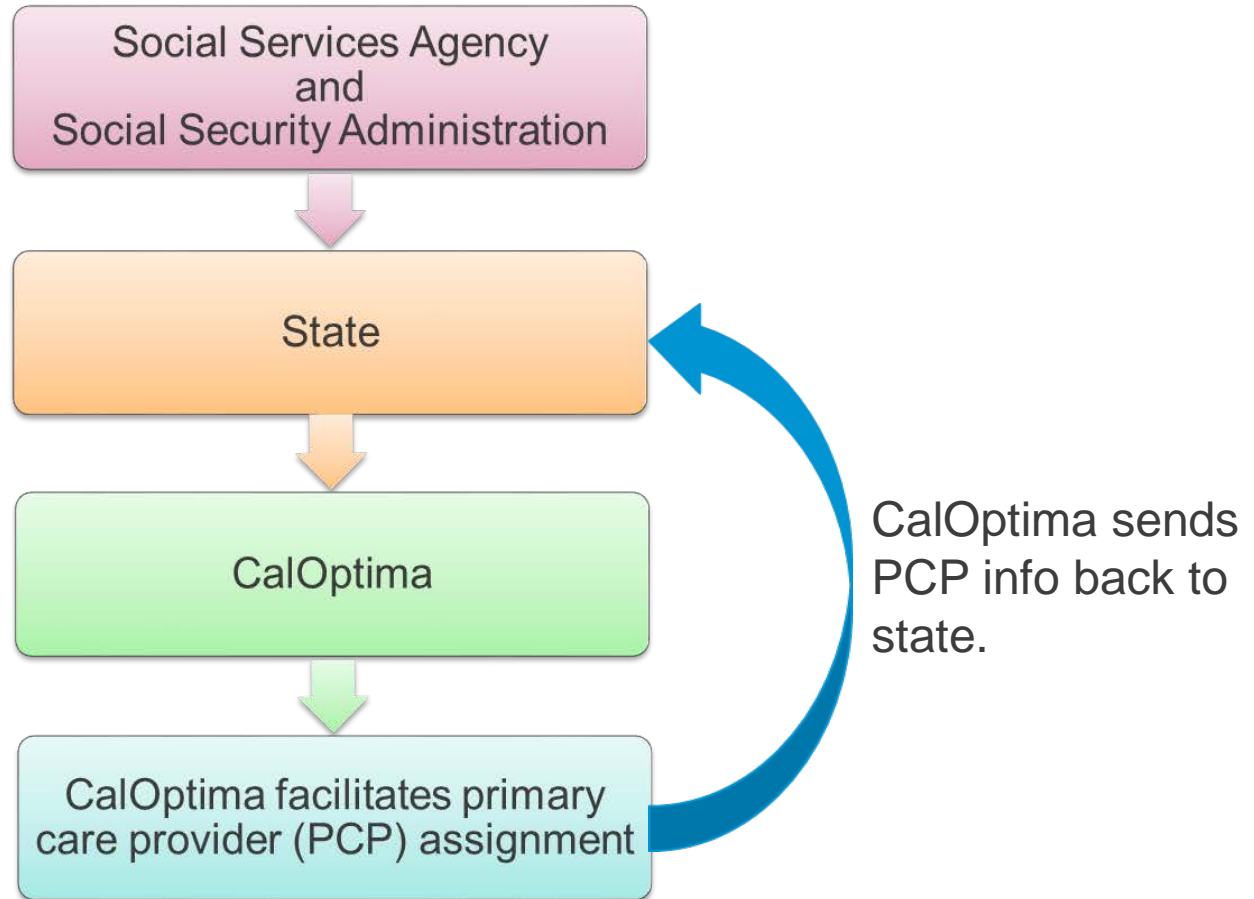 Social Services Agency
and
Social Security Administration
State
CalOptima
CalOptima facilitates primary
care provider (PCP) assignment
CalOptima sends
PCP info back to
state.